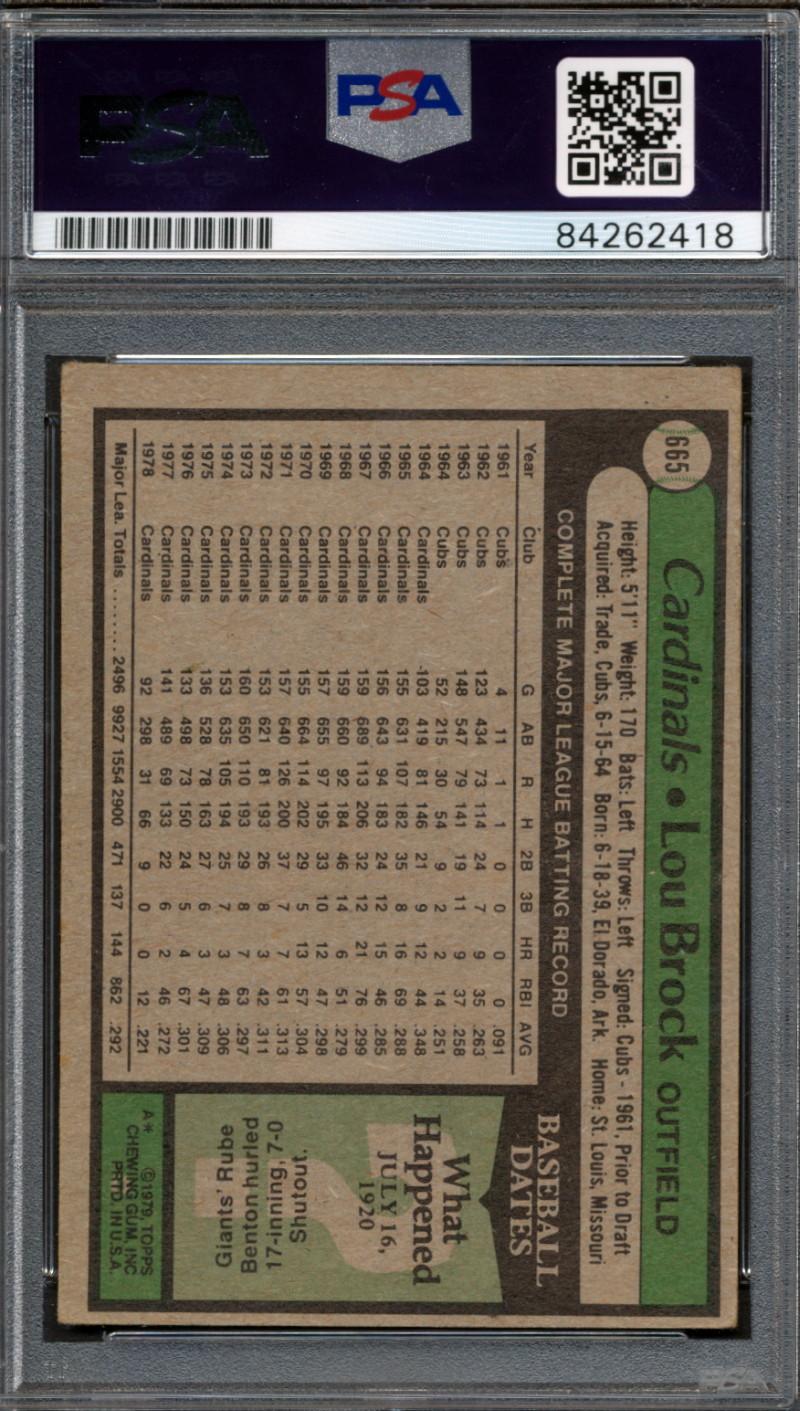 PSA
PSA
84262418
665
Cardinals • Lou Brock OUTFIELD
Height: 5'11" Weight: 170 Bats: Left Throws: Left Signed: Cubs - 1961, Prior to Draft
Acquired: Trade, Cubs, 6-15-64 Born: 6-18-39, El Dorado, Ark. Home: St. Louis, Missouri
COMPLETE MAJOR LEAGUE BATTING RECORD
Year Club G AB R H 2B 3B HR RBI AVG
1961 Cubs 4 11 1 1 0 0 0 0 .091
1962 Cubs 123 434 73 114 24 7 9 35 .263
1963 Cubs 148 547 79 141 19 11 9 37 .258
1964 Cubs 52 215 30 54 9 2 2 14 .251
1964 Cardinals 103 419 81 146 21 9 12 44 .348
1965 Cardinals 155 631 107 182 35 8 16 69 .288
1966 Cardinals 156 643 94 183 24 12 15 46 .285
1967 Cardinals 159 689 113 206 32 12 21 76 .299
1968 Cardinals 159 660 92 184 46 14 6 51 .279
1969 Cardinals 157 655 97 195 33 10 12 47 .298
1970 Cardinals 155 664 114 202 29 5 13 57 .304
1971 Cardinals 157 640 126 200 37 7 7 61 .313
1972 Cardinals 153 621 81 193 26 8 3 42 .311
1973 Cardinals 160 650 110 193 29 8 7 63 .297
1974 Cardinals 153 635 105 194 25 7 3 48 .306
1975 Cardinals 136 528 78 163 27 6 3 47 .309
1976 Cardinals 133 498 73 150 24 5 4 67 .301
1977 Cardinals 141 489 69 133 22 6 2 46 .272
1978 Cardinals 92 298 31 66 9 0 0 12 .221
Major Lea. Totals ........ 2496 9927 1554 2900 471 137 144 862 .292
BASEBALL
DATES
What
Happened
JULY 16,
1920
Giants' Rube
Benton hurled
17-inning, 7-0
Shutout.
A* ©1979 TOPPS
CHEWING GUM, INC
PRTD. IN U.S.A.
PSA